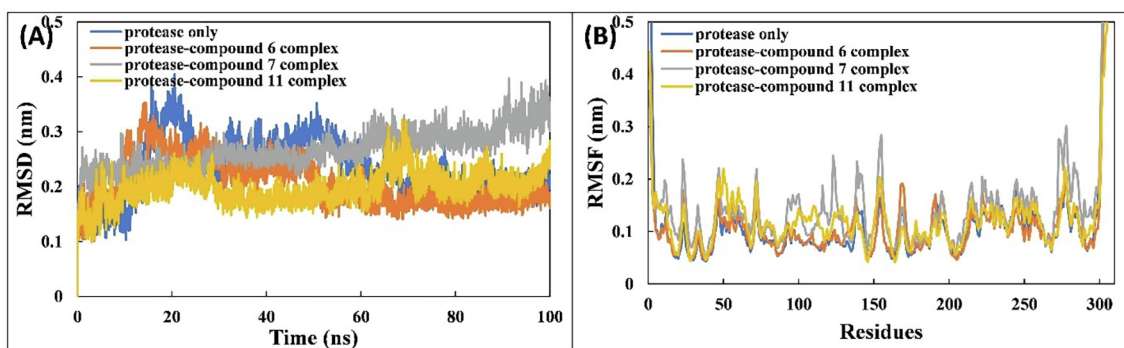 (A)
RMSD (nm)
0.5
0.4
0.3
0.2
0.1
0
protease only
protease-compound 6 complex
protease-compound 7 complex
protease-compound 11 complex
0 20 40 60 80 100
Time (ns)
(B)
RMSF (nm)
0.5
0.4
0.3
0.2
0.1
0
protease only
protease-compound 6 complex
protease-compound 7 complex
protease-compound 11 complex
0 50 100 150 200 250 300
Residues